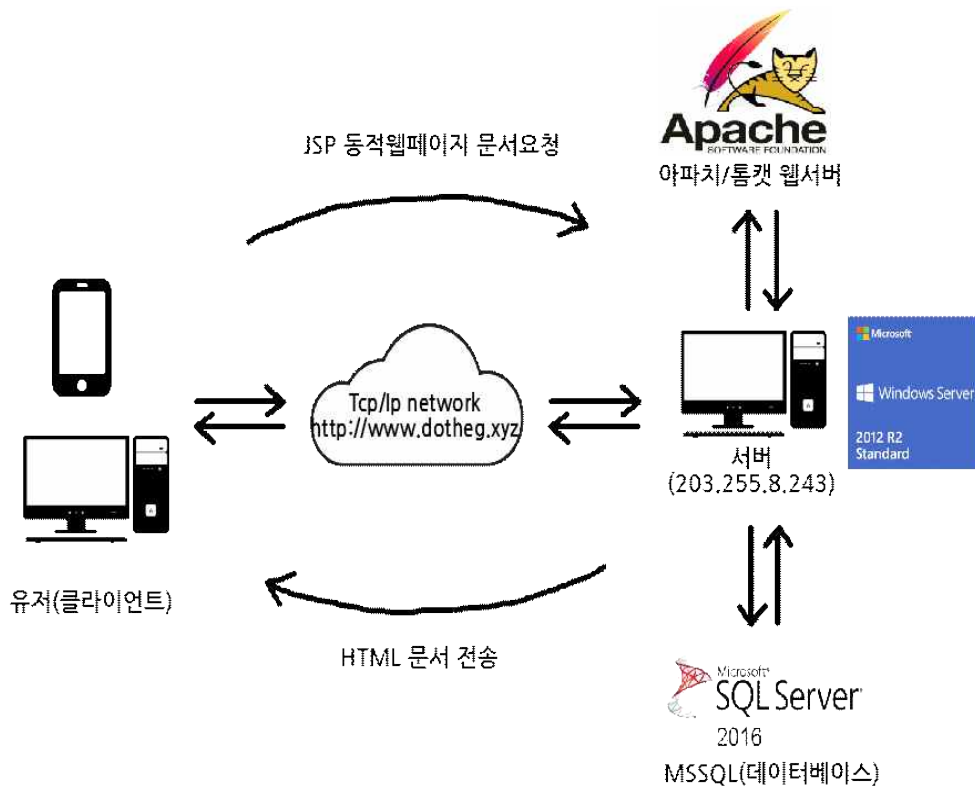 Apache
SOFTWARE FOUNDATION
아파치/톰캣 웹서버
JSP 동적웹페이지 문서요청
Microsoft
Windows Server
2012 R2
Standard
Tcp/Ip network
http://www.dotheg.xyz
서버
(203.255.8.243)
유저(클라이언트)
HTML 문서 전송
Microsoft
SQL Server
2016
MSSQL(데이터베이스)